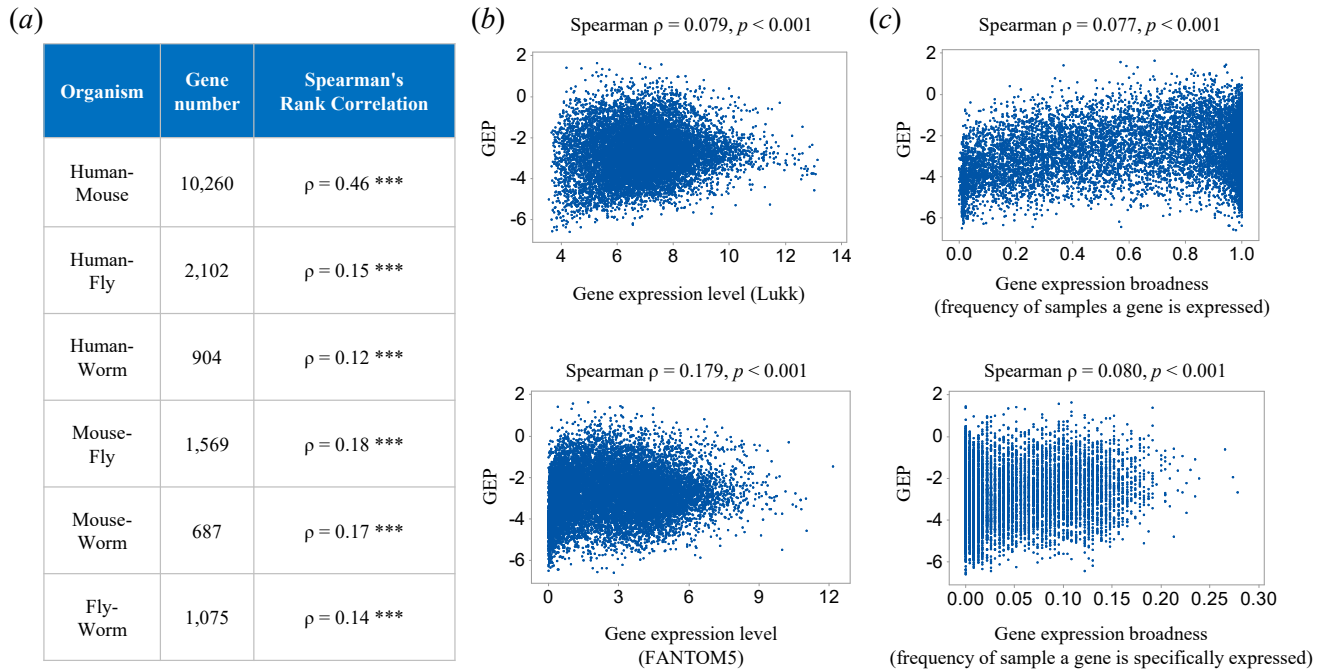 (a)
Organism
Gene
number
Spearman's
Rank Correlation
Human-
Mouse
10,260
ρ = 0.46 ***
Human-
Fly
2,102
ρ = 0.15 ***
Human-
Worm
904
ρ = 0.12 ***
Mouse-
Fly
1,569
ρ = 0.18 ***
Mouse-
Worm
687
ρ = 0.17 ***
Fly-
Worm
1,075
ρ = 0.14 ***
(b)
Spearman ρ = 0.079, p < 0.001
GEP
2
0
-2
-4
-6
4 6 8 10 12 14
Gene expression level (Lukk)
Spearman ρ = 0.179, p < 0.001
GEP
2
0
-2
-4
-6
0 3 6 9 12
Gene expression level
(FANTOM5)
(c)
Spearman ρ = 0.077, p < 0.001
GEP
2
0
-2
-4
-6
0.0 0.2 0.4 0.6 0.8 1.0
Gene expression broadness
(frequency of samples a gene is expressed)
Spearman ρ = 0.080, p < 0.001
GEP
2
0
-2
-4
-6
0.00 0.05 0.10 0.15 0.20 0.25 0.30
Gene expression broadness
(frequency of sample a gene is specifically expressed)